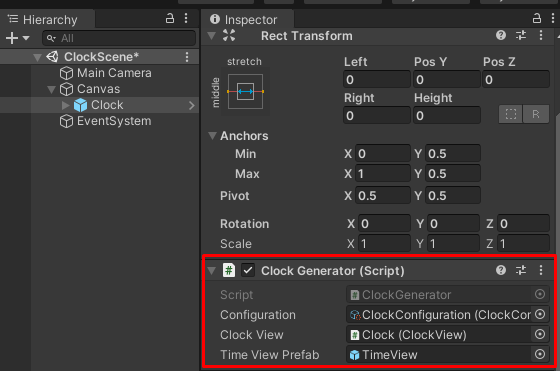 Hierarchy
All
ClockScene*
Main Camera
Canvas
Clock
EventSystem
Inspector
Rect Transform
stretch
middle
Left Pos Y Pos Z
0 0 0
Right Height
0 0
R
Anchors
Min X 0 Y 0.5
Max X 1 Y 0.5
Pivot X 0.5 Y 0.5
Rotation X 0 Y 0 Z 0
Scale X 1 Y 1 Z 1
# Clock Generator (Script)
Script # ClockGenerator
Configuration ClockConfiguration (ClockCor
Clock View # Clock (ClockView)
Time View Prefab TimeView